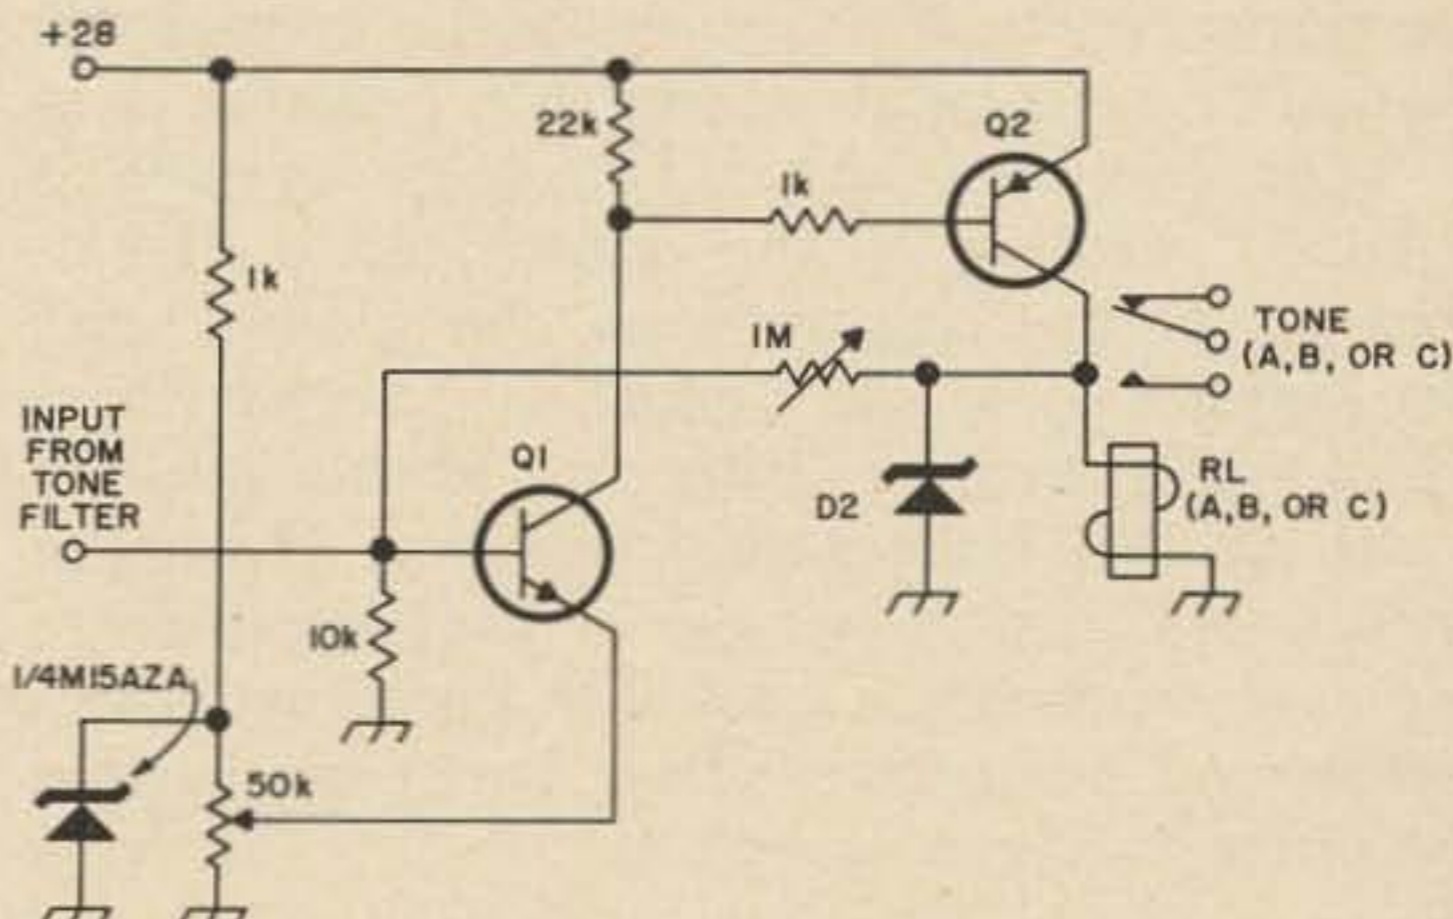 +28
22k
Q2
1k
1k
TONE
(A,B, OR C)
1M
INPUT
FROM
TONE
FILTER
Q1
D2
RL
(A,B, OR C)
10k
1/4M15AZA
50k